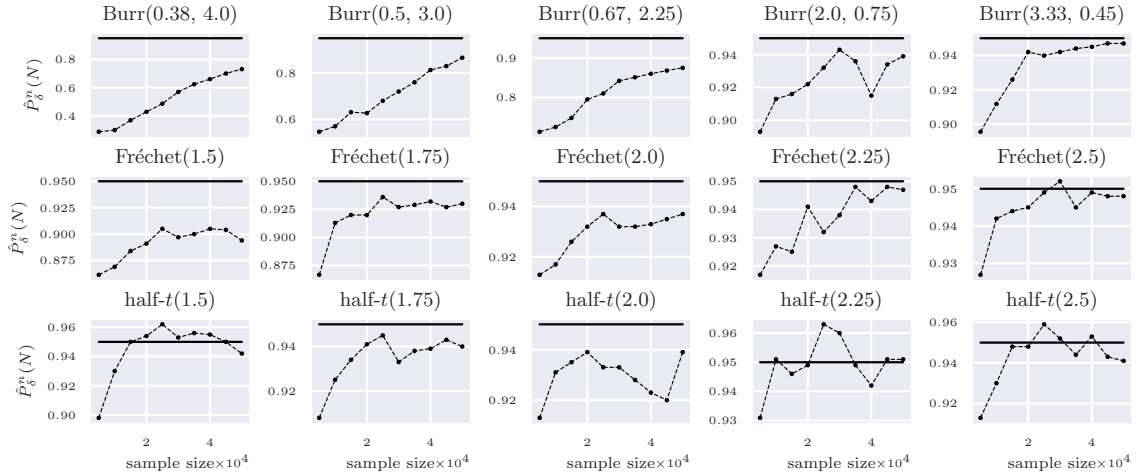 Burr(0.38, 4.0) Burr(0.5, 3.0) Burr(0.67, 2.25) Burr(2.0, 0.75) Burr(3.33, 0.45)
0.8 0.8 0.9 0.94 0.94
0.6 0.92
0.4 0.6 0.8 0.90 0.90
P̂ⁿ_δ(N)
Fréchet(1.5) Fréchet(1.75) Fréchet(2.0) Fréchet(2.25) Fréchet(2.5)
0.950 0.950 0.95 0.95
0.925 0.925 0.94 0.94 0.94
0.900 0.900 0.93
0.875 0.875 0.92 0.92 0.93
P̂ⁿ_δ(N)
half-t(1.5) half-t(1.75) half-t(2.0) half-t(2.25) half-t(2.5)
0.96 0.94 0.94 0.96 0.96
0.95 0.95
0.94 0.94
0.90 0.92 0.92 0.93 0.92
P̂ⁿ_δ(N)
2 4 2 4 2 4 2 4 2 4
sample size×10⁴ sample size×10⁴ sample size×10⁴ sample size×10⁴ sample size×10⁴